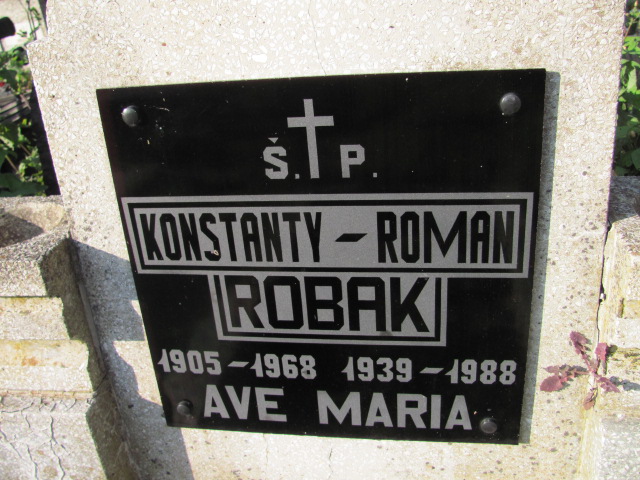 Ś. P.
KONSTANTY - ROMAN
ROBAK
1905-1968 1939-1988
AVE MARIA